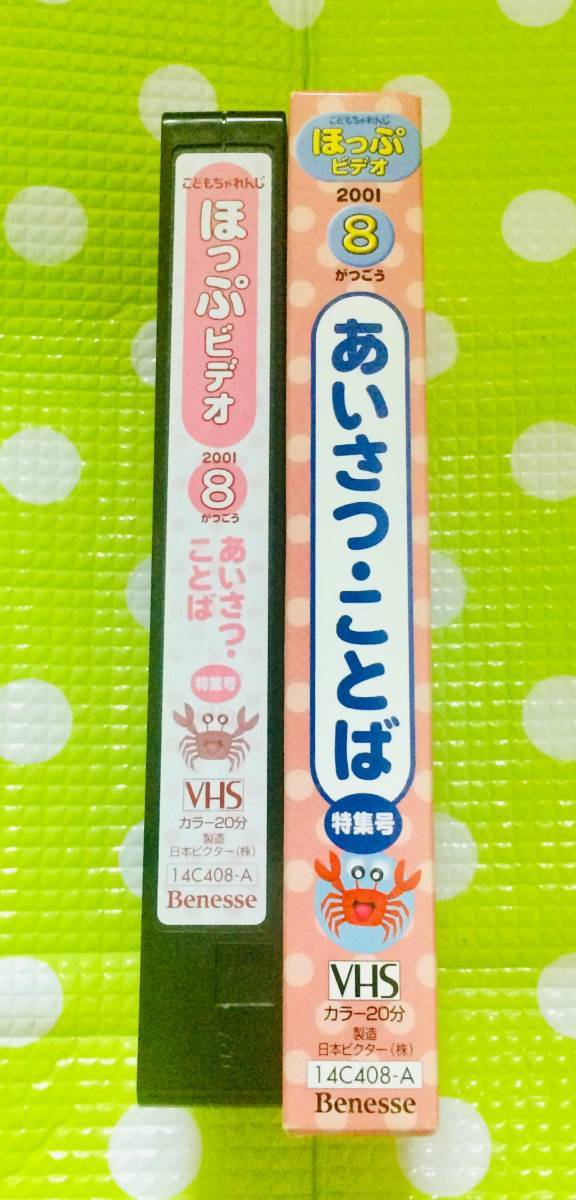 こどもちゃれんじ
ほっぷビデオ
2001
8
がつごう
あいさつ・
ことば
特集号
VHS
カラー20分
製造
日本ビクター(株)
14C408-A
Benesse
こどもちゃれんじ
ほっぷ
ビデオ
2001
8
がつごう
あいさつ・ことば
特集号
VHS
カラー20分
製造
日本ビクター(株)
14C408-A
Benesse